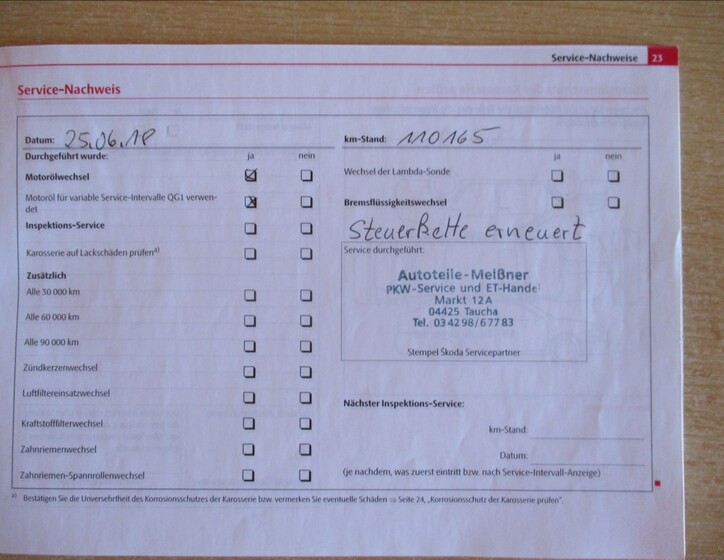 Service-Nachweise 23
Service-Nachweis
Datum: 25.06.18
km-Stand: 110165
Durchgeführt wurde: ja nein
ja nein
Motorölwechsel
Wechsel der Lambda-Sonde
Motoröl für variable Service-Intervalle QG1 verwen-
det
Bremsflüssigkeitswechsel
Inspektions-Service
Steuerkette erneuert
Karosserie auf Lackschäden prüfen⁴⁾
Service durchgeführt:
Zusätzlich
Alle 30 000 km
Alle 60 000 km
Alle 90 000 km
Zündkerzenwechsel
Luftfiltereinsatzwechsel
Kraftstofffilterwechsel
Zahnriemenwechsel
Zahnriemen-Spannrollenwechsel
Autoteile-Meißner
PKW-Service und ET-Handel
Markt 12A
04425 Taucha
Tel. 034298/67783
Stempel Škoda Servicepartner
Nächster Inspektions-Service:
km-Stand:
Datum:
(je nachdem, was zuerst eintritt bzw. nach Service-Intervall-Anzeige)
Bestätigen Sie die Unversehrtheit des Korrosionsschutzes der Karosserie bzw. vermerken Sie eventuelle Schäden ⇒ Seite 24, „Korrosionsschutz der Karosserie prüfen“.